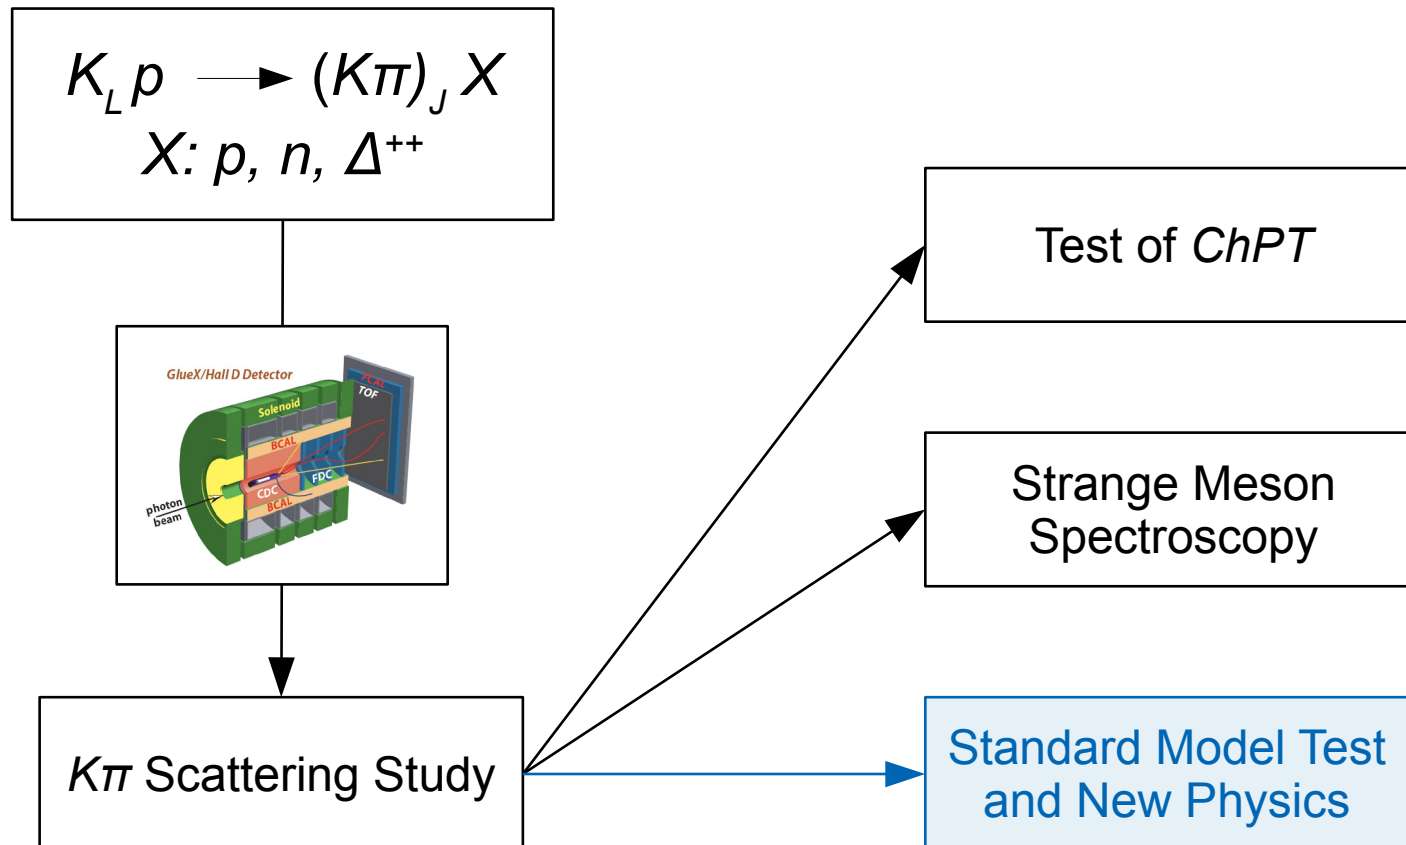 K_L p → (Kπ)_J X
X: p, n, Δ⁺⁺
GlueX/Hall D Detector
FCAL
TOF
Solenoid
BCAL
CDC
FDC
BCAL
photon
beam
Kπ Scattering Study
Test of ChPT
Strange Meson
Spectroscopy
Standard Model Test
and New Physics